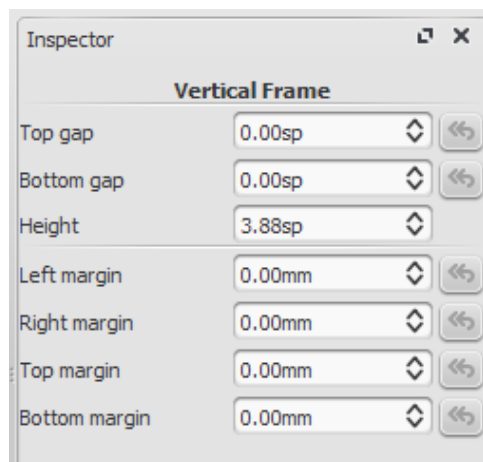 Inspector
Vertical Frame
Top gap 0.00sp
Bottom gap 0.00sp
Height 3.88sp
Left margin 0.00mm
Right margin 0.00mm
Top margin 0.00mm
Bottom margin 0.00mm